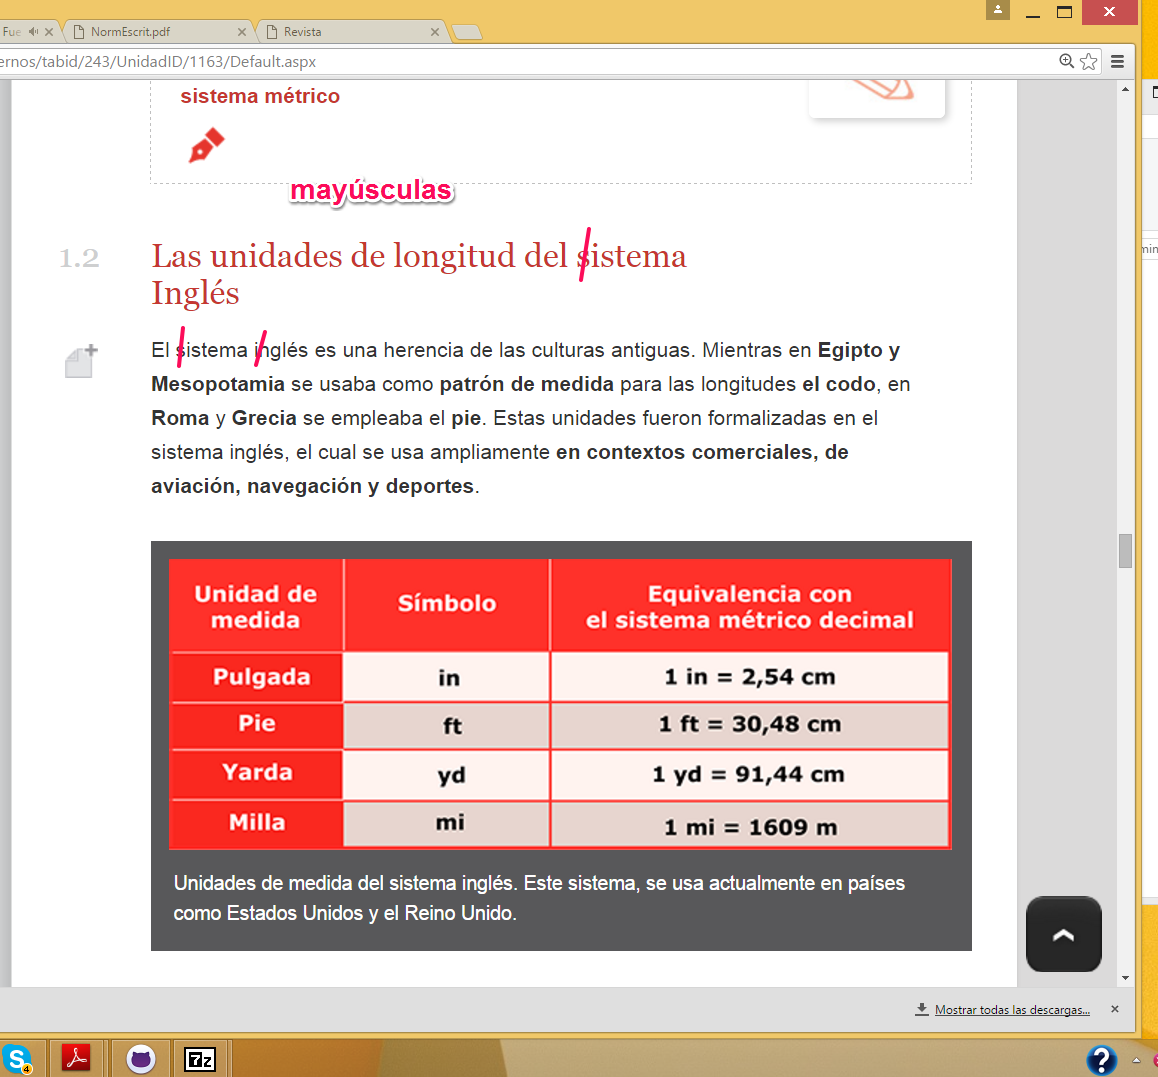 Fue
NormEscrit.pdf
Revista
ernos/tabid/243/UnidadID/1163/Default.aspx
sistema métrico
mayúsculas
1.2
Las unidades de longitud del sistema
Inglés
El sistema inglés es una herencia de las culturas antiguas. Mientras en Egipto y
Mesopotamia se usaba como patrón de medida para las longitudes el codo, en
Roma y Grecia se empleaba el pie. Estas unidades fueron formalizadas en el
sistema inglés, el cual se usa ampliamente en contextos comerciales, de
aviación, navegación y deportes.
Unidad de
medida
Símbolo
Equivalencia con
el sistema métrico decimal
Pulgada in 1 in = 2,54 cm
Pie ft 1 ft = 30,48 cm
Yarda yd 1 yd = 91,44 cm
Milla mi 1 mi = 1609 m
Unidades de medida del sistema inglés. Este sistema, se usa actualmente en países
como Estados Unidos y el Reino Unido.
min
Mostrar todas las descargas...
S 4
7z
?